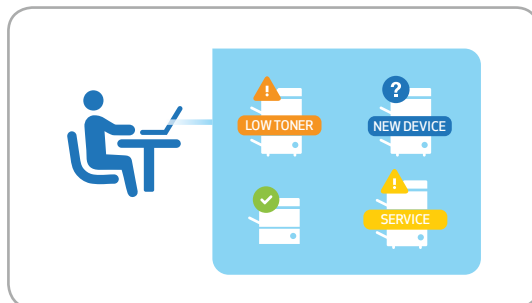 !
?
LOW TONER
NEW DEVICE
!
SERVICE